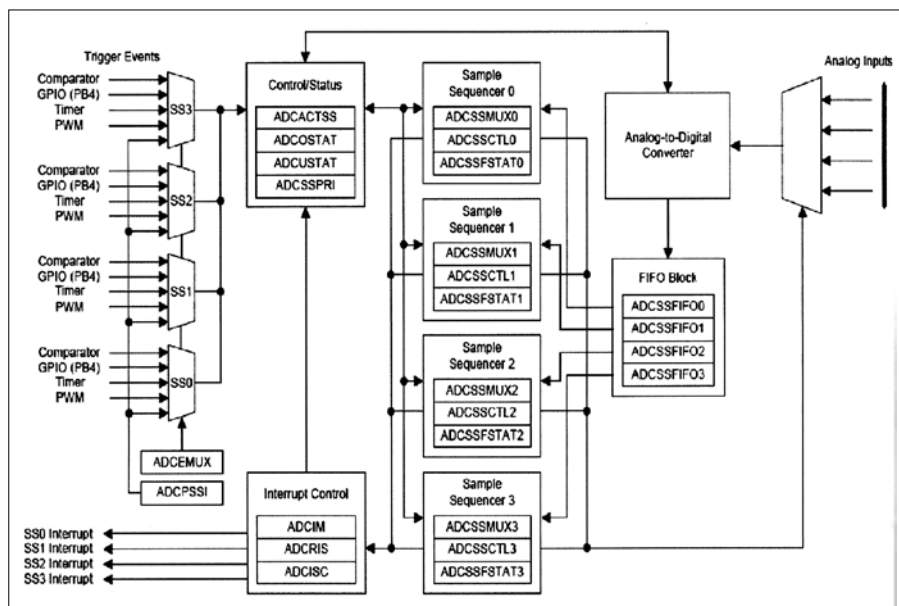 Trigger Events
Comparator
GPIO (PB4)
Timer
PWM
SS3
Comparator
GPIO (PB4)
Timer
PWM
SS2
Comparator
GPIO (PB4)
Timer
PWM
SS1
Comparator
GPIO (PB4)
Timer
PWM
SS0
ADCEMUX
ADCPSSI
Control/Status
ADCACTSS
ADCOSTAT
ADCUSTAT
ADCSSPRI
Interrupt Control
ADCIM
ADCRIS
ADCISC
SS0 Interrupt
SS1 Interrupt
SS2 Interrupt
SS3 Interrupt
Sample
Sequencer 0
ADCSSMUX0
ADCSSCTL0
ADCSSFSTAT0
Sample
Sequencer 1
ADCSSMUX1
ADCSSCTL1
ADCSSFSTAT1
Sample
Sequencer 2
ADCSSMUX2
ADCSSCTL2
ADCSSFSTAT2
Sample
Sequencer 3
ADCSSMUX3
ADCSSCTL3
ADCSSFSTAT3
Analog-to-Digital
Converter
Analog Inputs
FIFO Block
ADCSSFIFO0
ADCSSFIFO1
ADCSSFIFO2
ADCSSFIFO3